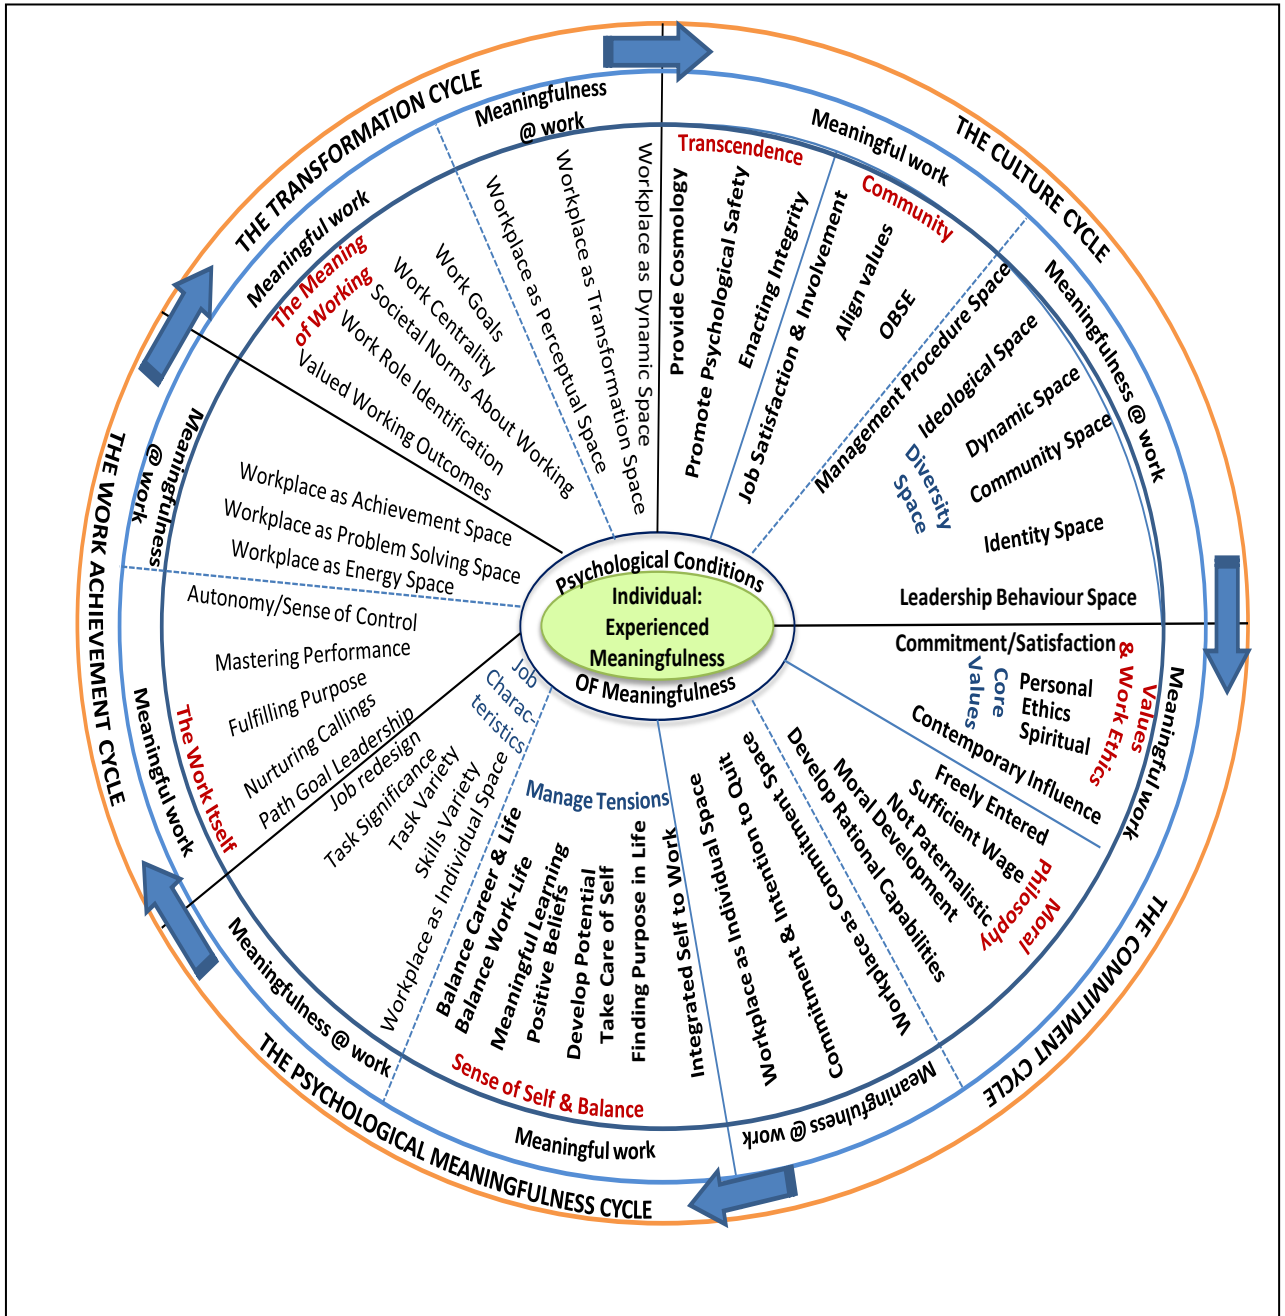 THE TRANSFORMATION CYCLE
Meaningfulness
@ work
Meaningful work
The Meaning
of Working
Work Goals
Work Centrality
Societal Norms About Working
Work Role Identification
Valued Working Outcomes
Workplace as Perceptual Space
Workplace as Transformation Space
Workplace as Dynamic Space
THE CULTURE CYCLE
Meaningful work
Transcendence
Provide Cosmology
Promote Psychological Safety
Enacting Integrity
Community
Job Satisfaction & Involvement
Align values
OBSE
Meaningfulness @ work
Management Procedure Space
Ideological Space
Dynamic Space
Community Space
Diversity
Space
Identity Space
Leadership Behaviour Space
THE COMMITMENT CYCLE
Meaningful work
Commitment/Satisfaction
Values
& Work Ethics
Core
Values
Personal
Ethics
Spiritual
Contemporary Influence
Freely Entered
Sufficient Wage
Not Paternalistic
Moral Development
Develop Rational Capabilities
Moral
Philosophy
Meaningfulness @ work
Workplace as Commitment Space
Commitment & Intention to Quit
Workplace as Individual Space
THE PSYCHOLOGICAL MEANINGFULNESS CYCLE
Meaningful work
Sense of Self & Balance
Manage Tensions
Integrated Self to Work
Finding Purpose in Life
Take Care of Self
Develop Potential
Positive Beliefs
Meaningful Learning
Balance Work-Life
Balance Career & Life
Meaningfulness @ work
Job
Charac-
teristics
Workplace as Individual Space
Skills Variety
Task Variety
Task Significance
Job redesign
THE WORK ACHIEVEMENT CYCLE
Meaningful work
The Work Itself
Path Goal Leadership
Nurturing Callings
Fulfilling Purpose
Mastering Performance
Autonomy/Sense of Control
Meaningfulness
@ work
Workplace as Energy Space
Workplace as Problem Solving Space
Workplace as Achievement Space
Psychological Conditions
Individual:
Experienced
Meaningfulness
OF Meaningfulness